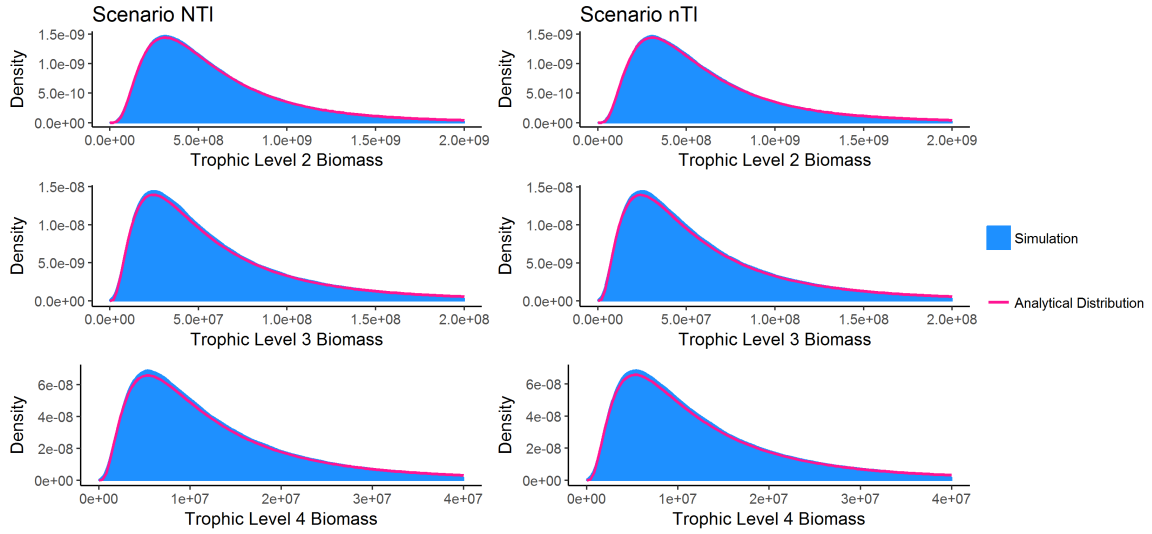 Scenario NTI
Density
1.5e-09
1.0e-09
5.0e-10
0.0e+00
0.0e+00 5.0e+08 1.0e+09 1.5e+09 2.0e+09
Trophic Level 2 Biomass
Scenario nTI
Density
1.5e-09
1.0e-09
5.0e-10
0.0e+00
0.0e+00 5.0e+08 1.0e+09 1.5e+09 2.0e+09
Trophic Level 2 Biomass
Density
1.5e-08
1.0e-08
5.0e-09
0.0e+00
0.0e+00 5.0e+07 1.0e+08 1.5e+08 2.0e+08
Trophic Level 3 Biomass
Density
1.5e-08
1.0e-08
5.0e-09
0.0e+00
0.0e+00 5.0e+07 1.0e+08 1.5e+08 2.0e+08
Trophic Level 3 Biomass
Simulation
Analytical Distribution
Density
6e-08
4e-08
2e-08
0e+00
0e+00 1e+07 2e+07 3e+07 4e+07
Trophic Level 4 Biomass
Density
6e-08
4e-08
2e-08
0e+00
0e+00 1e+07 2e+07 3e+07 4e+07
Trophic Level 4 Biomass